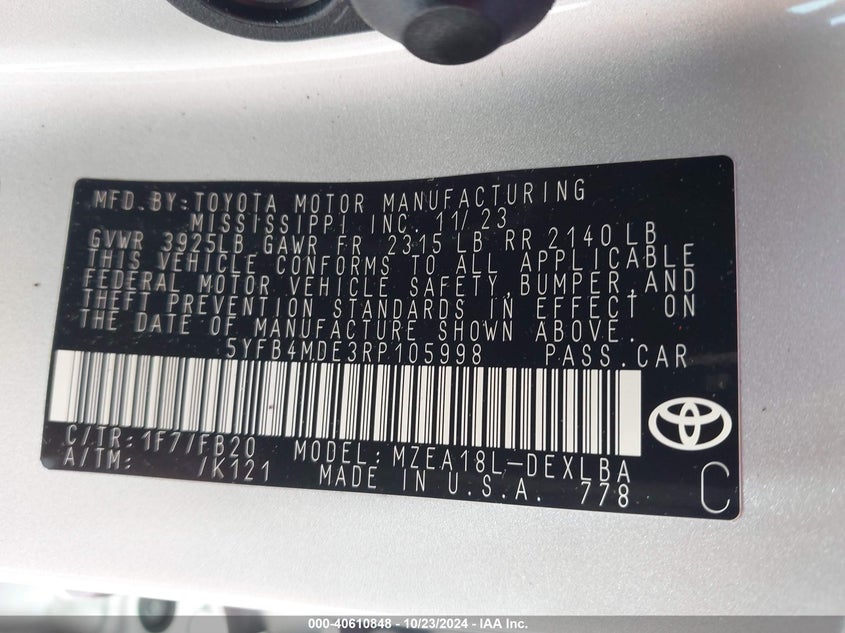 MFD. BY: TOYOTA MOTOR MANUFACTURING
MISSISSIPPI INC. 11/23
GVWR 3925LB GAWR FR 2315 LB RR 2140 LB
THIS VEHICLE CONFORMS TO ALL APPLICABLE
FEDERAL MOTOR VEHICLE SAFETY, BUMPER, AND
THEFT PREVENTION STANDARDS IN EFFECT ON
THE DATE OF MANUFACTURE SHOWN ABOVE.
5YFB4MDE3RP105998 PASS. CAR
C/TR: 1F7/FB20 MODEL: MZEA18L-DEXLBA
A/TM: /K121 MADE IN U.S.A. 778 C
000-40610848 - 10/23/2024 - IAA Inc.